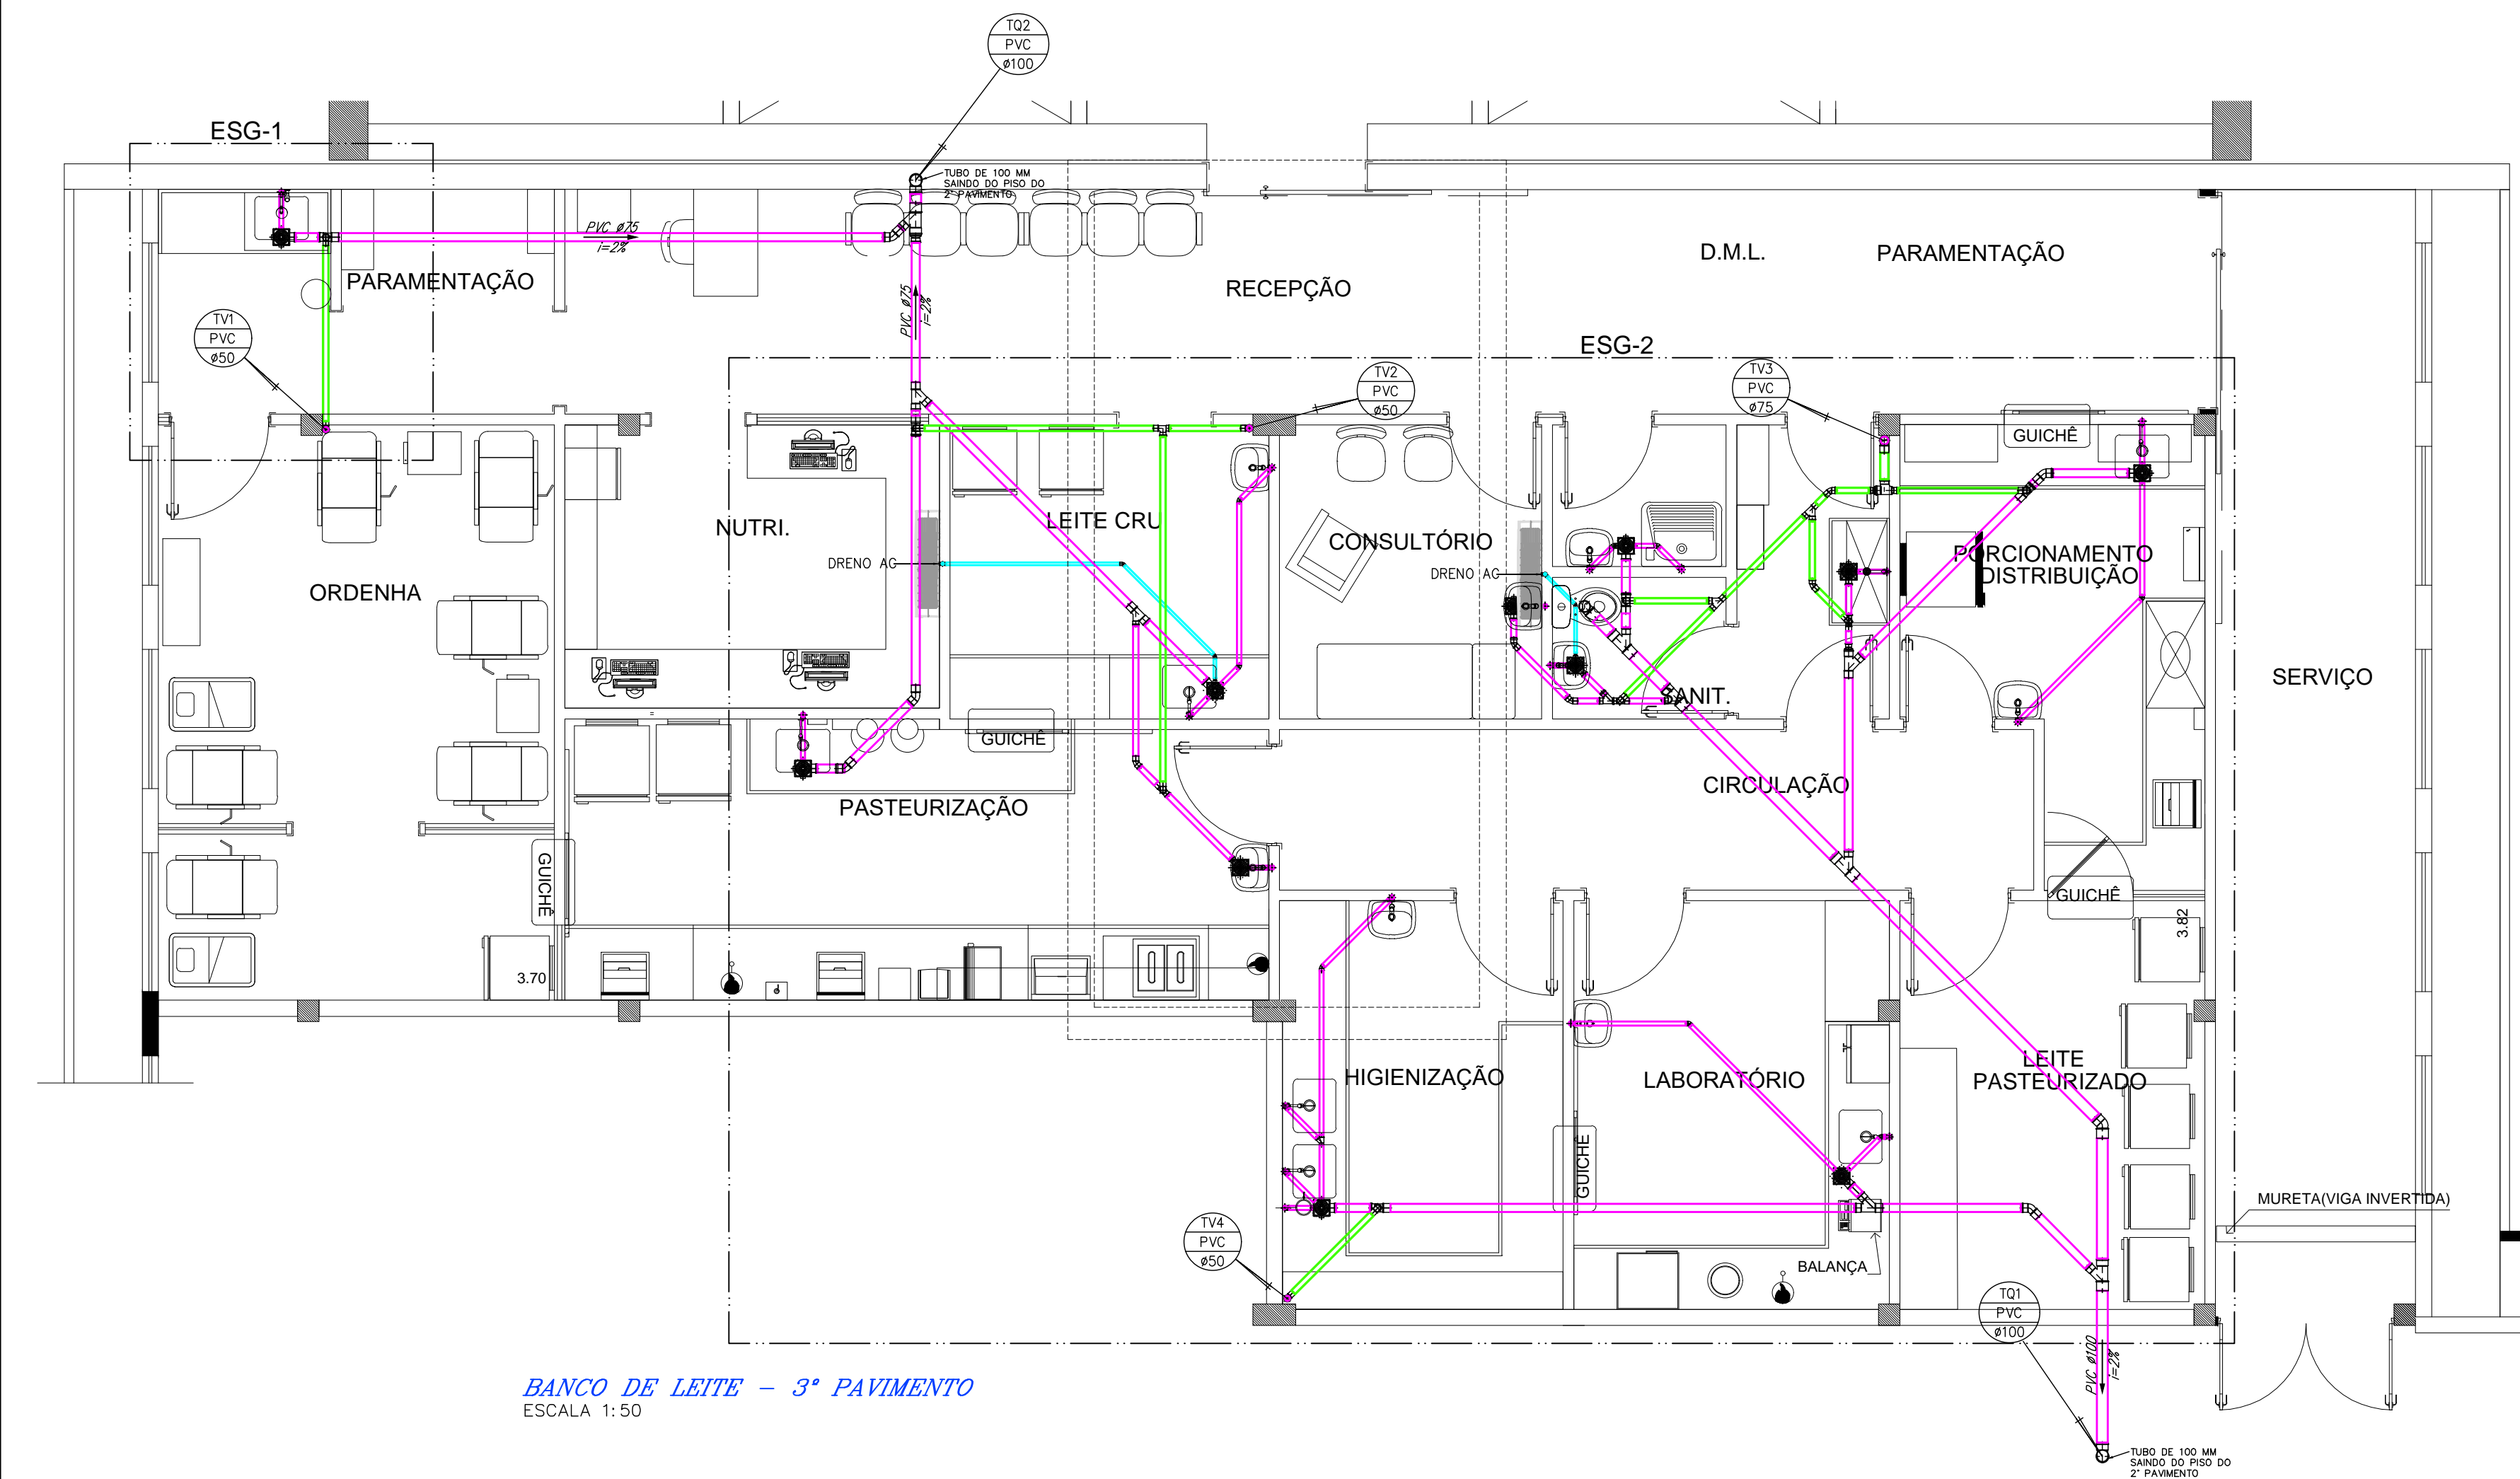 TQ2
PVC
ø100
ESG-1
TUBO DE 100 MM
SAINDO DO PISO DO
2° PAVIMENTO
PVC ø75
i=2%
D.M.L.
PARAMENTAÇÃO
PARAMENTAÇÃO
RECEPÇÃO
PVC ø75
i=2%
TV1
PVC
ø50
ESG-2
TV2
PVC
ø50
TV3
PVC
ø75
GUICHÊ
NUTRI.
LEITE CRU
CONSULTÓRIO
PORCIONAMENTO
DISTRIBUIÇÃO
DRENO AC
DRENO AC
ORDENHA
SERVIÇO
SANIT.
GUICHÊ
CIRCULAÇÃO
PASTEURIZAÇÃO
GUICHÊ
GUICHÊ
3.82
3.70
LEITE
PASTEURIZADO
HIGIENIZAÇÃO
LABORATÓRIO
GUICHÊ
MURETA(VIGA INVERTIDA)
TV4
PVC
ø50
BALANÇA
TQ1
PVC
ø100
PVC ø100
i=2%
BANCO DE LEITE – 3° PAVIMENTO
ESCALA 1:50
TUBO DE 100 MM
SAINDO DO PISO DO
2° PAVIMENTO